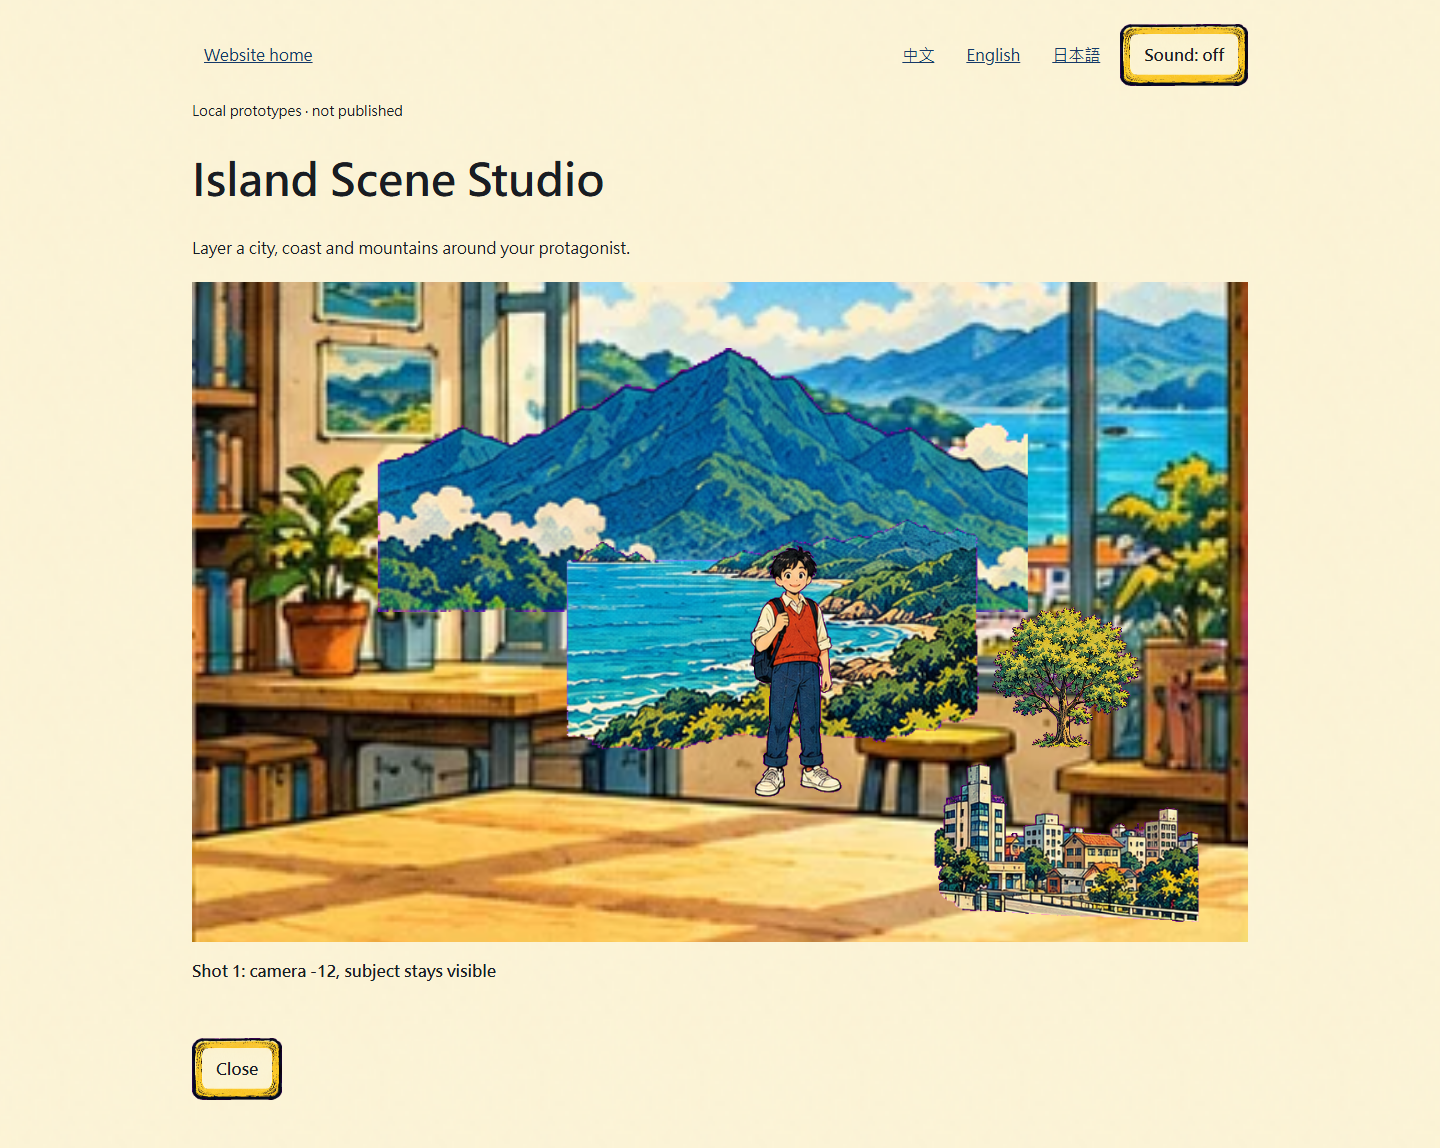 Website home
中文 English 日本語 Sound: off
Local prototypes · not published
Island Scene Studio
Layer a city, coast and mountains around your protagonist.
Shot 1: camera -12, subject stays visible
Close